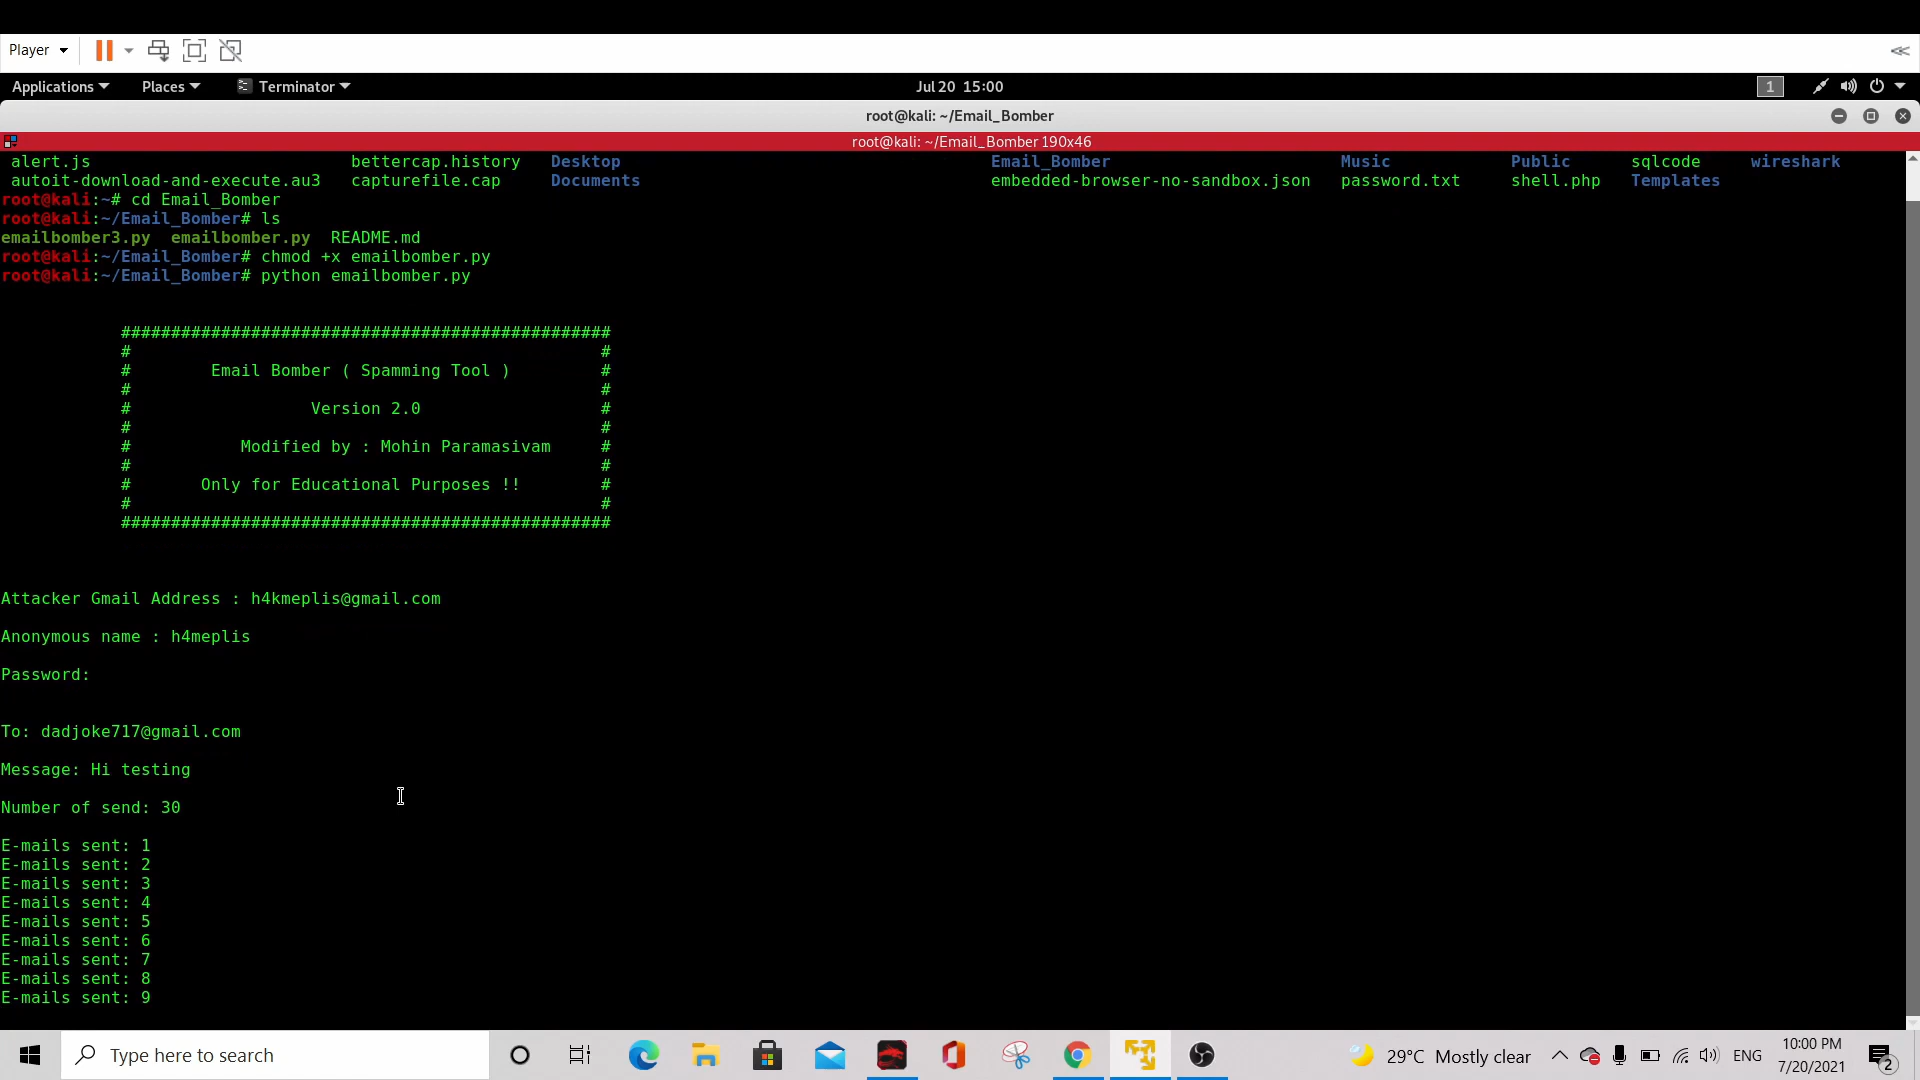 Player
Applications Places Terminator Jul 20 15:00 1
root@kali: ~/Email_Bomber
root@kali: ~/Email_Bomber 190x46
alert.js bettercap.history Desktop Email_Bomber Music Public sqlcode wireshark
autoit-download-and-execute.au3 capturefile.cap Documents embedded-browser-no-sandbox.json password.txt shell.php Templates
root@kali:~# cd Email_Bomber
root@kali:~/Email_Bomber# ls
emailbomber3.py emailbomber.py README.md
root@kali:~/Email_Bomber# chmod +x emailbomber.py
root@kali:~/Email_Bomber# python emailbomber.py
#################################################
# #
# Email Bomber ( Spamming Tool ) #
# #
# Version 2.0 #
# #
# Modified by : Mohin Paramasivam #
# #
# Only for Educational Purposes !! #
# #
#################################################
Attacker Gmail Address : h4kmeplis@gmail.com
Anonymous name : h4meplis
Password:
To: dadjoke717@gmail.com
Message: Hi testing
Number of send: 30
E-mails sent: 1
E-mails sent: 2
E-mails sent: 3
E-mails sent: 4
E-mails sent: 5
E-mails sent: 6
E-mails sent: 7
E-mails sent: 8
E-mails sent: 9
Type here to search
29°C Mostly clear
ENG
10:00 PM
7/20/2021
2